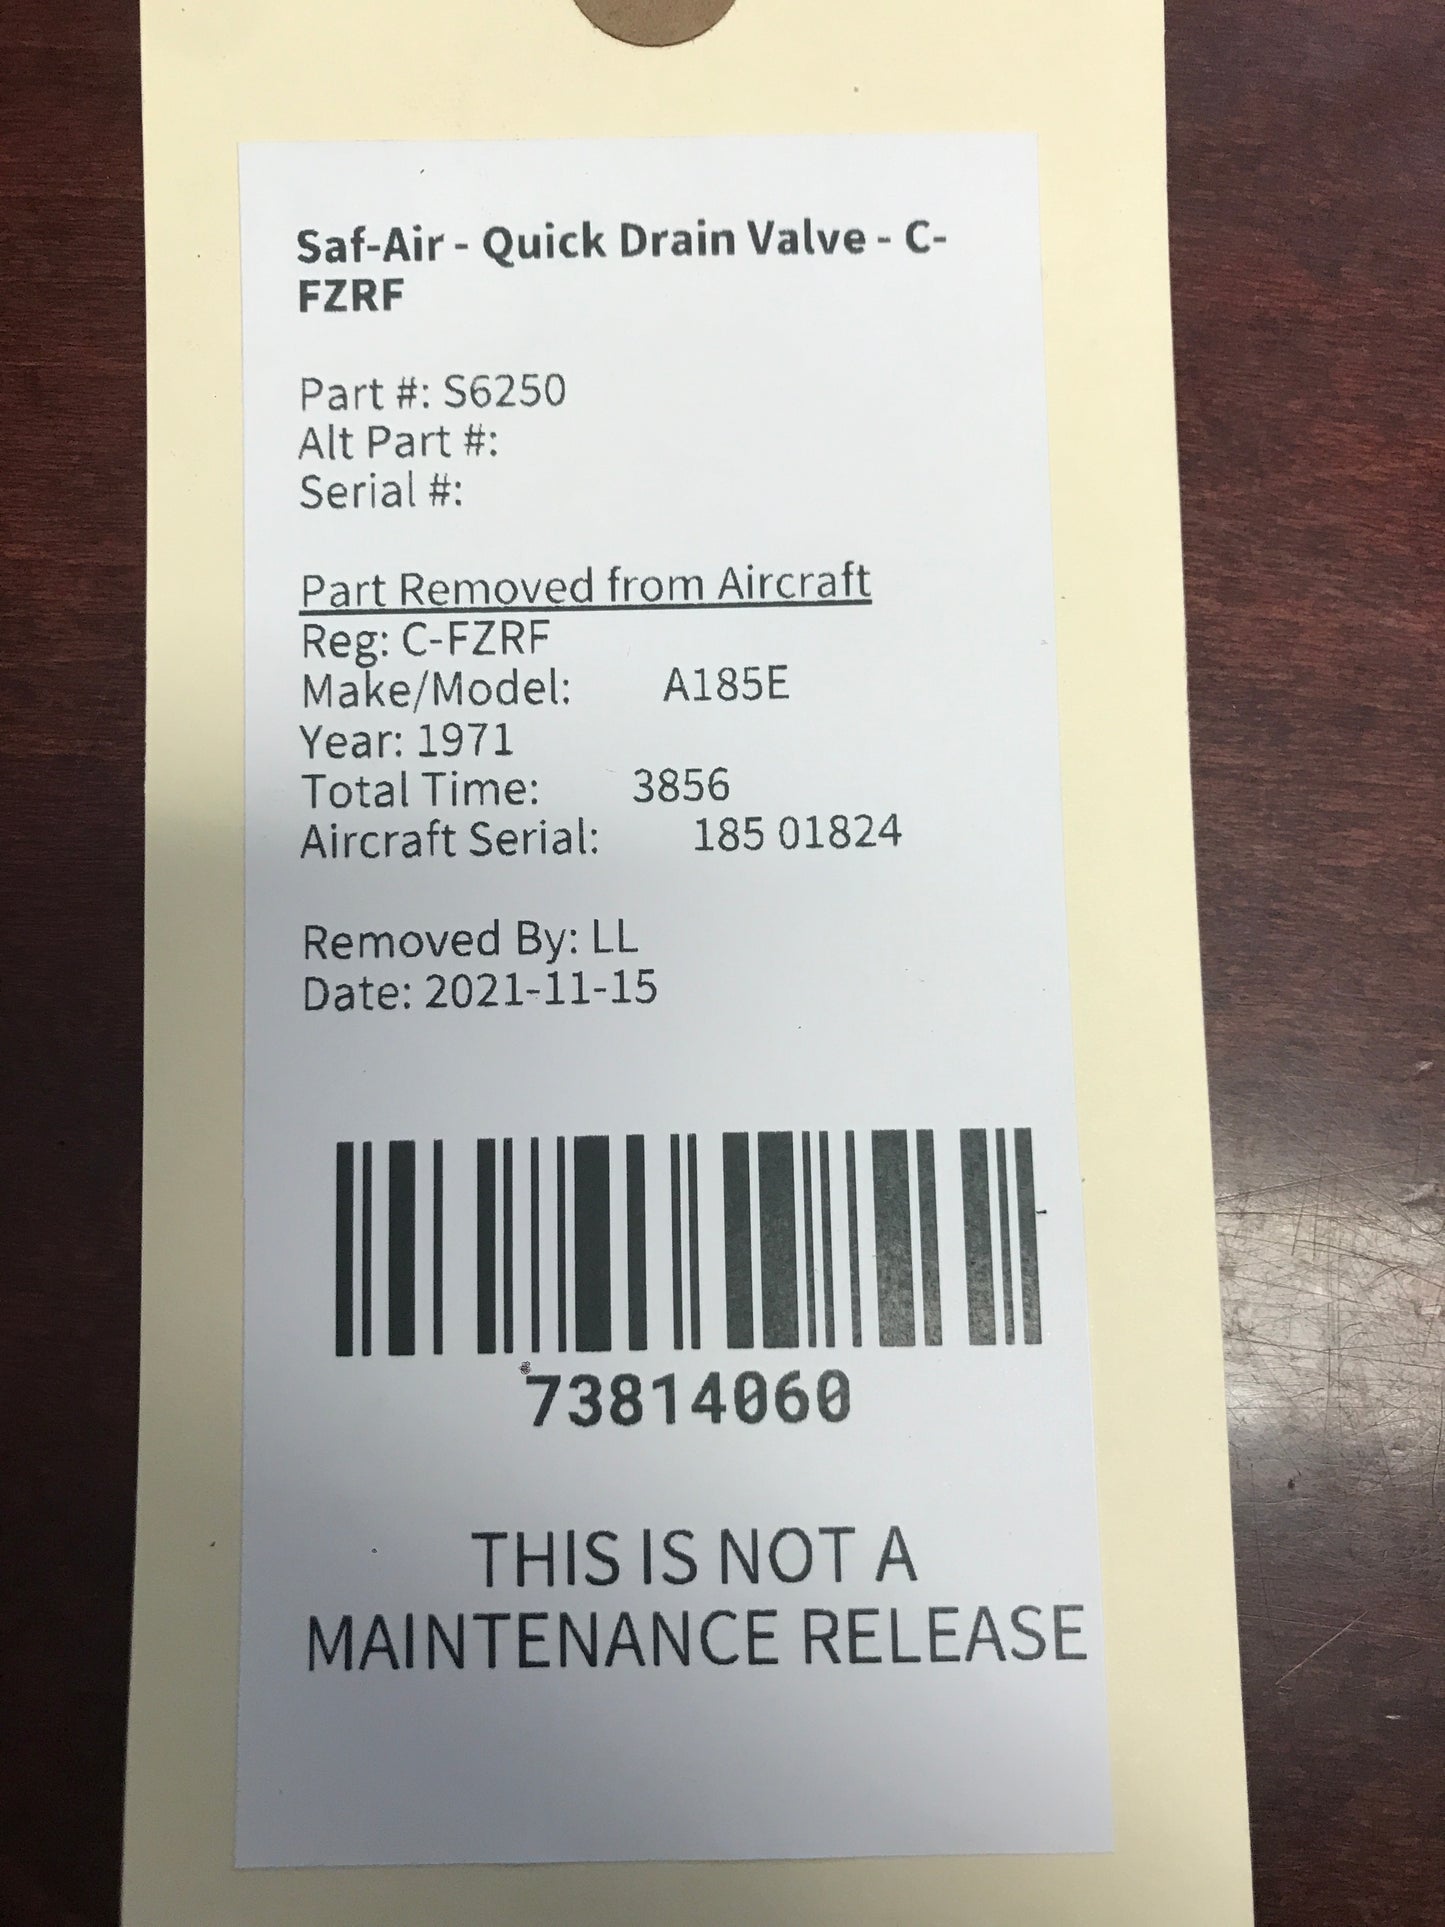 Saf-Air - Quick Drain Valve - C-
FZRF
Part #: S6250
Alt Part #:
Serial #:
Part Removed from Aircraft
Reg: C-FZRF
Make/Model: A185E
Year: 1971
Total Time: 3856
Aircraft Serial: 185 01824
Removed By: LL
Date: 2021-11-15
73814060
THIS IS NOT A
MAINTENANCE RELEASE